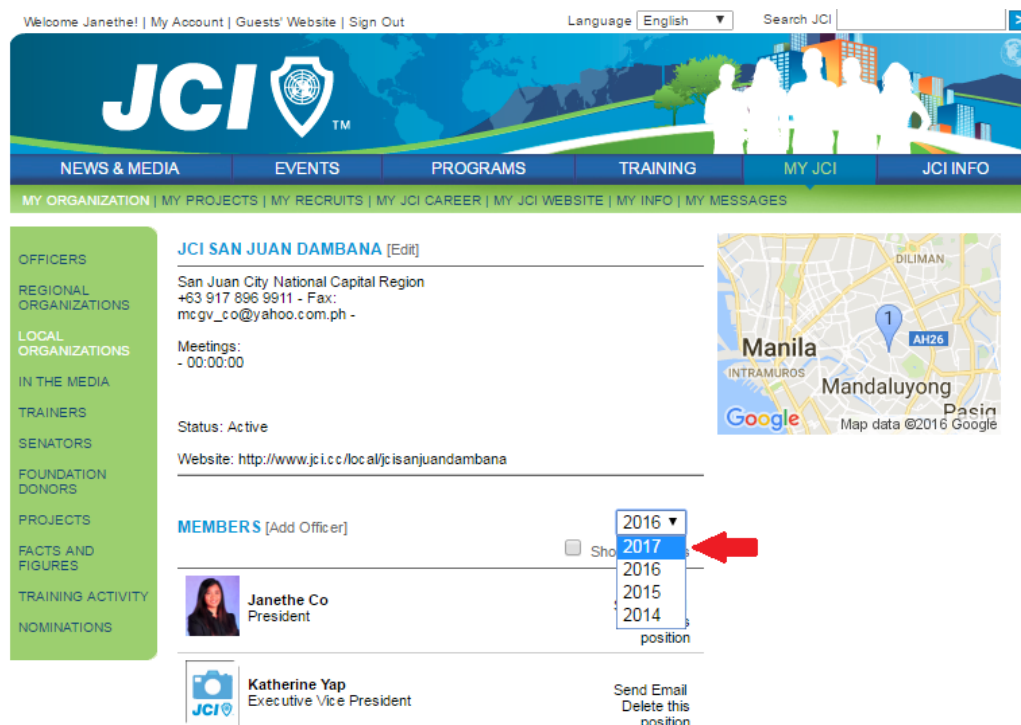 Welcome Janethe! | My Account | Guests' Website | Sign Out
Language English ▼ Search JCI
JCI
TM
NEWS & MEDIA EVENTS PROGRAMS TRAINING MY JCI JCI INFO
MY ORGANIZATION | MY PROJECTS | MY RECRUITS | MY JCI CAREER | MY JCI WEBSITE | MY INFO | MY MESSAGES
OFFICERS
REGIONAL
ORGANIZATIONS
LOCAL
ORGANIZATIONS
IN THE MEDIA
TRAINERS
SENATORS
FOUNDATION
DONORS
PROJECTS
FACTS AND
FIGURES
TRAINING ACTIVITY
NOMINATIONS
JCI SAN JUAN DAMBANA [Edit]
San Juan City National Capital Region
+63 917 896 9911 - Fax:
mcgv_co@yahoo.com.ph -
Meetings:
- 00:00:00
Status: Active
Website: http://www.jci.cc/local/jcisanjuandambana
DILIMAN
1
AH26
Manila
INTRAMUROS
Mandaluyong
Pasig
Google Map data ©2016 Google
MEMBERS [Add Officer]
2016 ▼
2017
2016
2015
2014
Janethe Co
President
position
Katherine Yap
Executive Vice President
JCI
Send Email
Delete this
position